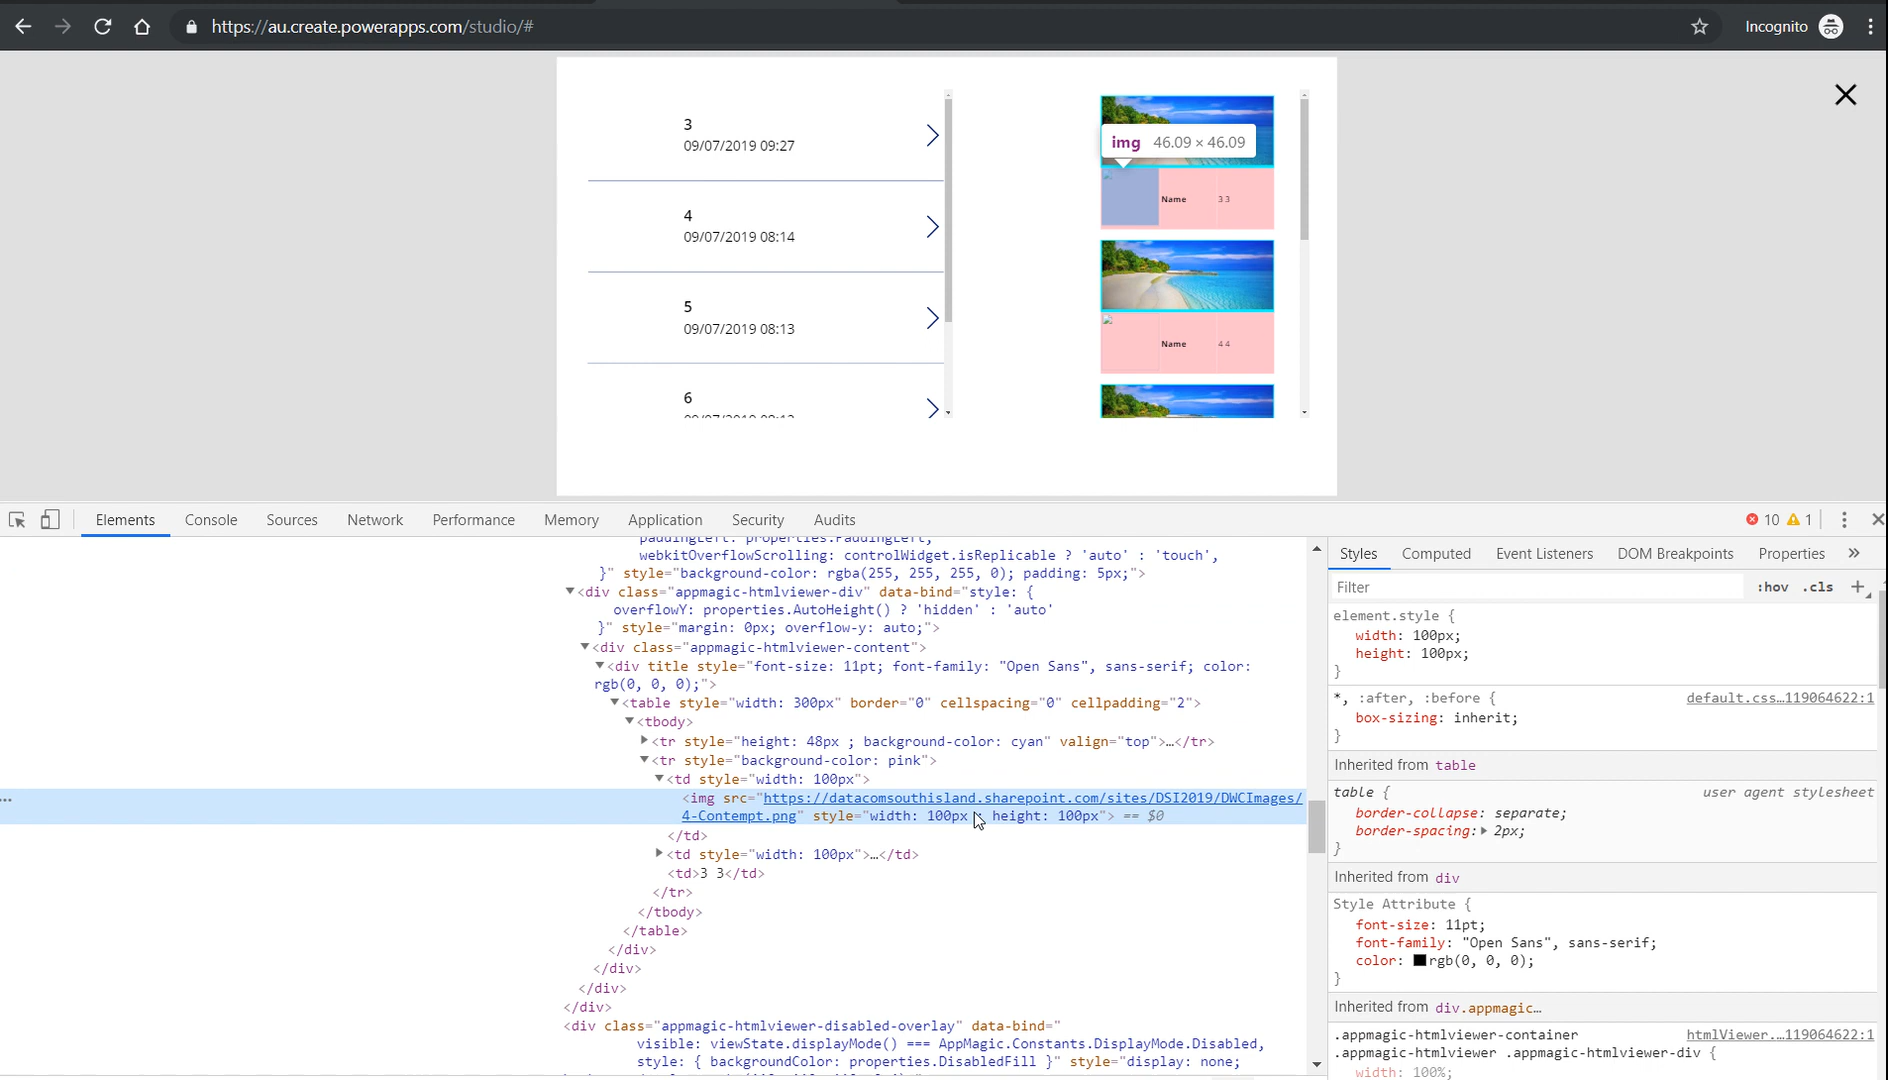 https://au.create.powerapps.com/studio/#
Incognito
3
09/07/2019 09:27
4
09/07/2019 08:14
5
09/07/2019 08:13
6
img 46.09 × 46.09
Name 3 3
Name 4 4
Elements Console Sources Network Performance Memory Application Security Audits
10 1
paddingLeft: properties.PaddingLeft,
webkitOverflowScrolling: controlWidget.isReplicable ? 'auto' : 'touch',
}" style="background-color: rgba(255, 255, 255, 0); padding: 5px;">
<div class="appmagic-htmlviewer-div" data-bind="style: {
overflowY: properties.AutoHeight() ? 'hidden' : 'auto'
}" style="margin: 0px; overflow-y: auto;">
<div class="appmagic-htmlviewer-content">
<div title style="font-size: 11pt; font-family: "Open Sans", sans-serif; color:
rgb(0, 0, 0);">
<table style="width: 300px" border="0" cellspacing="0" cellpadding="2">
<tbody>
<tr style="height: 48px ; background-color: cyan" valign="top">…</tr>
<tr style="background-color: pink">
<td style="width: 100px">
<img src="https://datacomsouthisland.sharepoint.com/sites/DSI2019/DWCImages/
4-Contempt.png" style="width: 100px ; height: 100px"> == $0
</td>
<td style="width: 100px">…</td>
<td>3 3</td>
</tr>
</tbody>
</table>
</div>
</div>
</div>
</div>
<div class="appmagic-htmlviewer-disabled-overlay" data-bind="
visible: viewState.displayMode() === AppMagic.Constants.DisplayMode.Disabled,
style: { backgroundColor: properties.DisabledFill }" style="display: none;
Styles Computed Event Listeners DOM Breakpoints Properties »
Filter :hov .cls +
element.style {
width: 100px;
height: 100px;
}
*, :after, :before { default.css…119064622:1
box-sizing: inherit;
}
Inherited from table
table { user agent stylesheet
border-collapse: separate;
border-spacing: 2px;
}
Inherited from div
Style Attribute {
font-size: 11pt;
font-family: "Open Sans", sans-serif;
color: rgb(0, 0, 0);
}
Inherited from div.appmagic…
.appmagic-htmlviewer-container htmlViewer.…119064622:1
.appmagic-htmlviewer .appmagic-htmlviewer-div {
width: 100%;